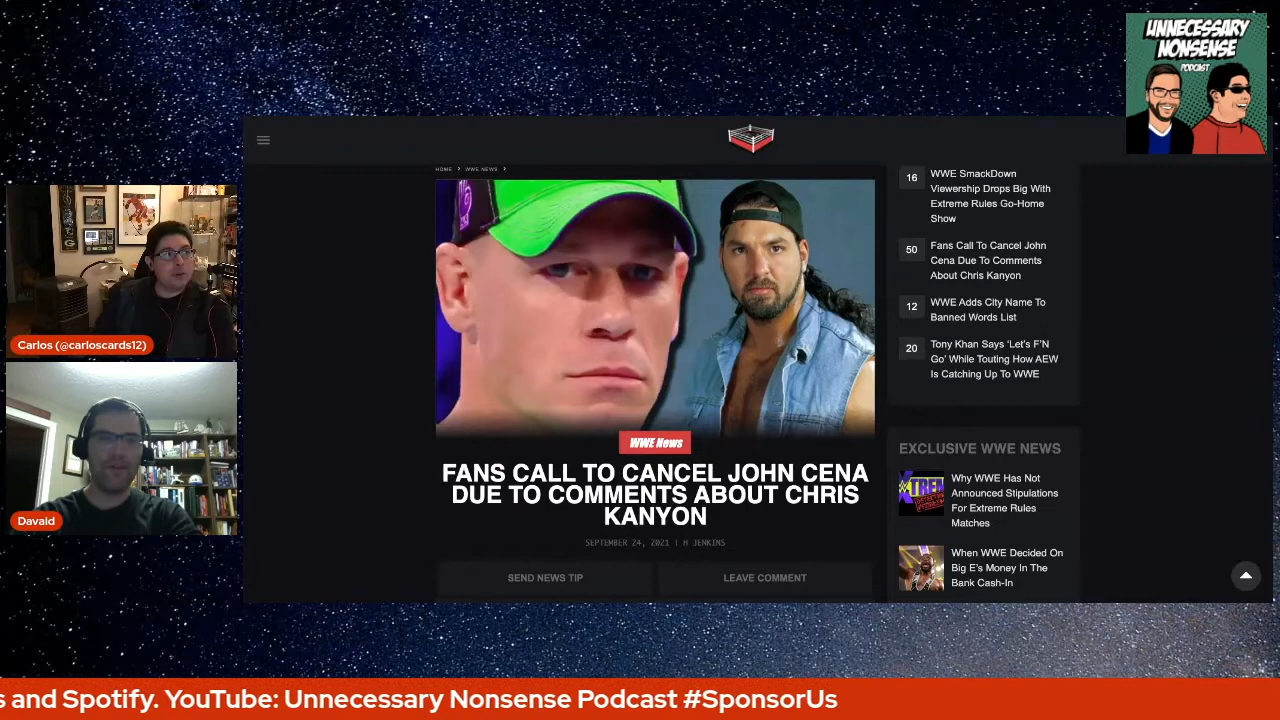 UNNECESSARY
NONSENSE
PODCAST
HOME > WWE NEWS >
16
WWE SmackDown
Viewership Drops Big With
Extreme Rules Go-Home
Show
50
Fans Call To Cancel John
Cena Due To Comments
About Chris Kanyon
12
WWE Adds City Name To
Banned Words List
20
Tony Khan Says ‘Let’s F’N
Go’ While Touting How AEW
Is Catching Up To WWE
Carlos (@carloscards12)
Davaid
WWE News
FANS CALL TO CANCEL JOHN CENA
DUE TO COMMENTS ABOUT CHRIS
KANYON
SEPTEMBER 24, 2021 | H JENKINS
SEND NEWS TIP
LEAVE COMMENT
EXCLUSIVE WWE NEWS
Why WWE Has Not
Announced Stipulations
For Extreme Rules
Matches
When WWE Decided On
Big E's Money In The
Bank Cash-In
s and Spotify. YouTube: Unnecessary Nonsense Podcast #SponsorUs